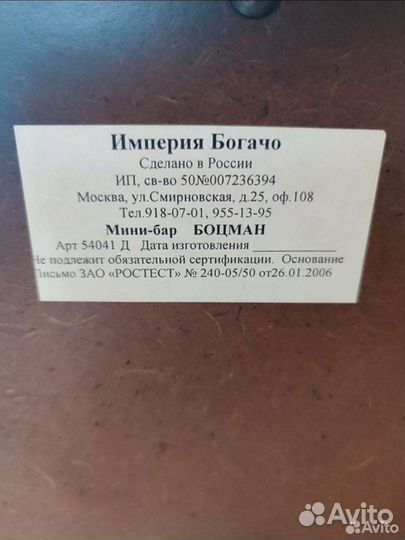 Империя Богачо
Сделано в России
ИП, св-во 50№007236394
Москва, ул.Смирновская, д.25, оф.108
Тел.918-07-01, 955-13-95
Мини-бар БОЦМАН
Арт 54041 Д Дата изготовления ____________
Не подлежит обязательной сертификации. Основание
Письмо ЗАО «РОСТЕСТ» № 240-05/50 от26.01.2006
Avito
Avito